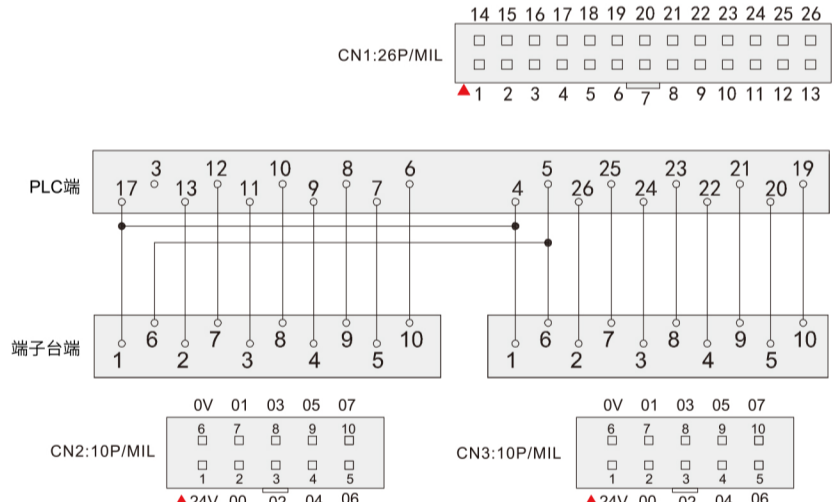 14 15 16 17 18 19 20 21 22 23 24 25 26
CN1:26P/MIL
1 2 3 4 5 6 7 8 9 10 11 12 13
3 12 10 8 6 5 25 23 21 19
PLC端
17 13 11 9 7 4 26 24 22 20
端子台端
6 7 8 9 10 6 7 8 9 10
1 2 3 4 5 1 2 3 4 5
0V 01 03 05 07
6 7 8 9 10
CN2:10P/MIL
1 2 3 4 5
24V 00 02 04 06
0V 01 03 05 07
6 7 8 9 10
CN3:10P/MIL
1 2 3 4 5
24V 00 02 04 06